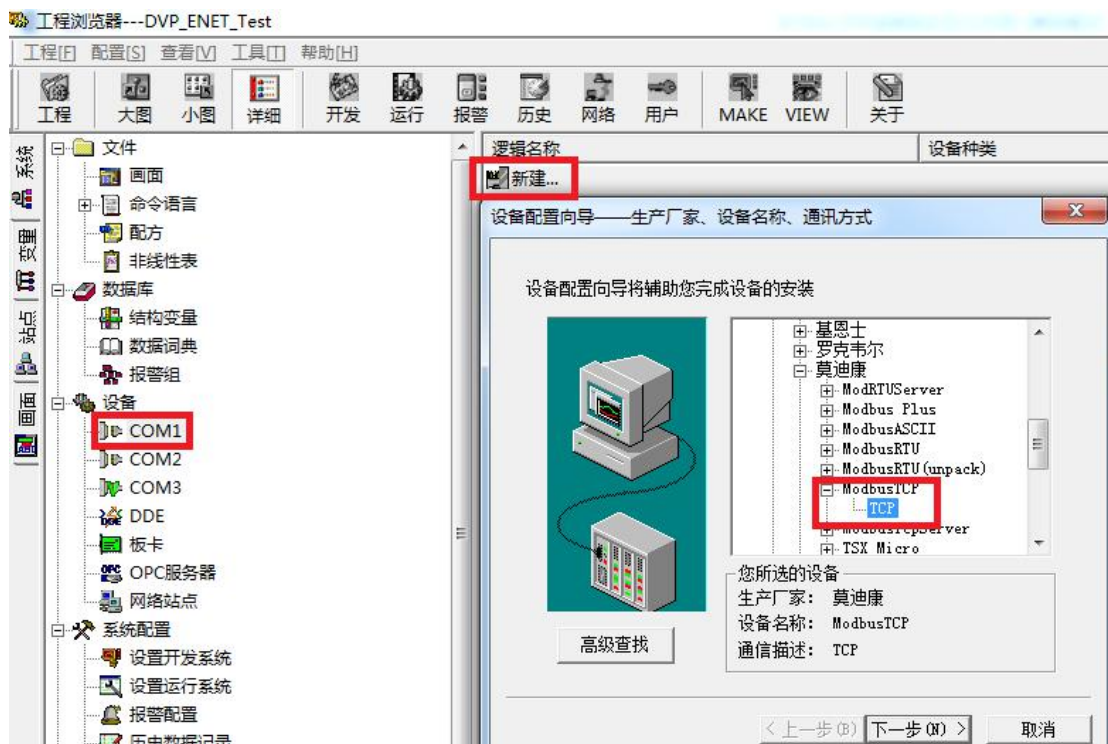 工程浏览器---DVP_ENET_Test
工程[F] 配置[S] 查看[V] 工具[T] 帮助[H]
工程 大图 小图 详细 开发 运行 报警 历史 网络 用户 MAKE VIEW 关于
系统
变量
站点
画面
文件
画面
命令语言
配方
非线性表
数据库
结构变量
数据词典
报警组
设备
COM1
COM2
COM3
DDE
板卡
OPC服务器
网络站点
系统配置
设置开发系统
设置运行系统
报警配置
历史数据记录
逻辑名称 设备种类
新建...
设备配置向导——生产厂家、设备名称、通讯方式
设备配置向导将辅助您完成设备的安装
基恩士
罗克韦尔
莫迪康
ModRTUServer
Modbus Plus
ModbusASCII
ModbusRTU
ModbusRTU(unpack)
ModbusTCP
TCP
ModbusTcpServer
TSX Micro
您所选的设备
生产厂家： 莫迪康
设备名称： ModbusTCP
通信描述： TCP
高级查找
<上一步(B) 下一步(N) > 取消